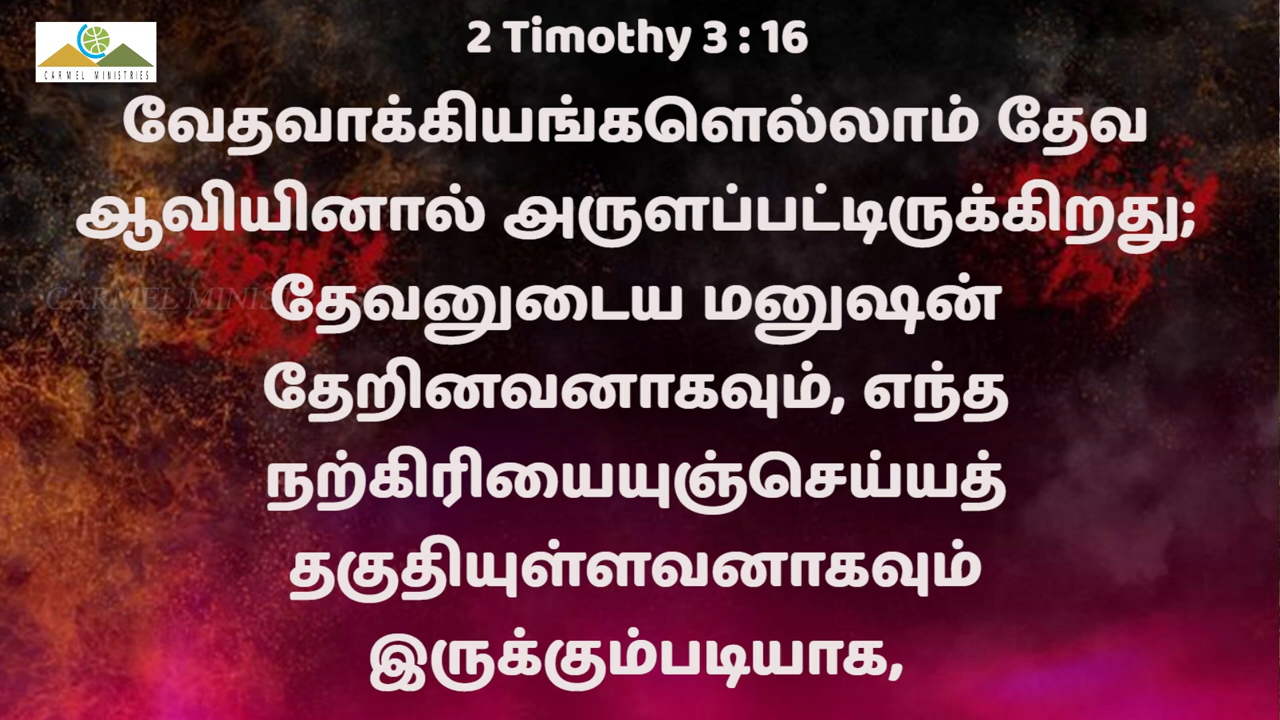 2 Timothy 3 : 16
CARMEL MINISTRIES
வேதவாக்கியங்களெல்லாம் தேவ
ஆவியினால் அருளப்பட்டிருக்கிறது;
தேவனுடைய மனுஷன்
தேறினவனாகவும், எந்த
நற்கிரியையுஞ்செய்யத்
தகுதியுள்ளவனாகவும்
இருக்கும்படியாக,